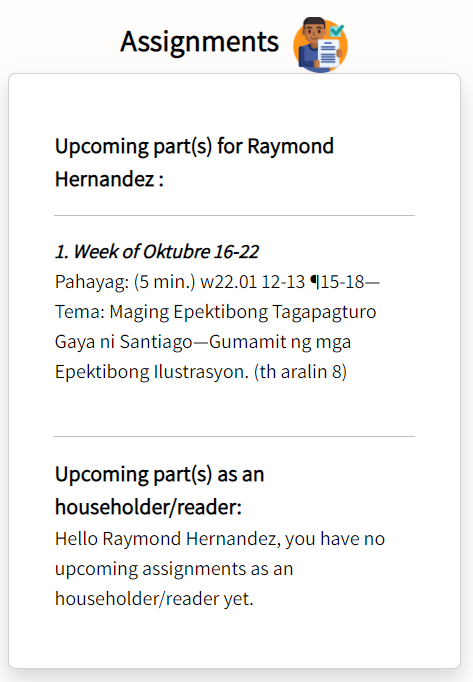 Assignments
Upcoming part(s) for Raymond
Hernandez :
1. Week of Oktubre 16-22
Pahayag: (5 min.) w22.01 12-13 ¶15-18—
Tema: Maging Epektibong Tagapagturo
Gaya ni Santiago—Gumamit ng mga
Epektibong Ilustrasyon. (th aralin 8)
Upcoming part(s) as an
householder/reader:
Hello Raymond Hernandez, you have no
upcoming assignments as an
householder/reader yet.